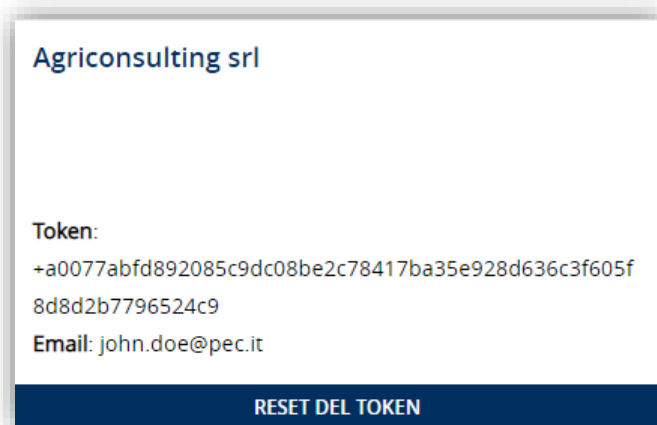 Agriconsulting srl
Token:
+a0077abfd892085c9dc08be2c78417ba35e928d636c3f605f
8d8d2b7796524c9
Email: john.doe@pec.it
RESET DEL TOKEN